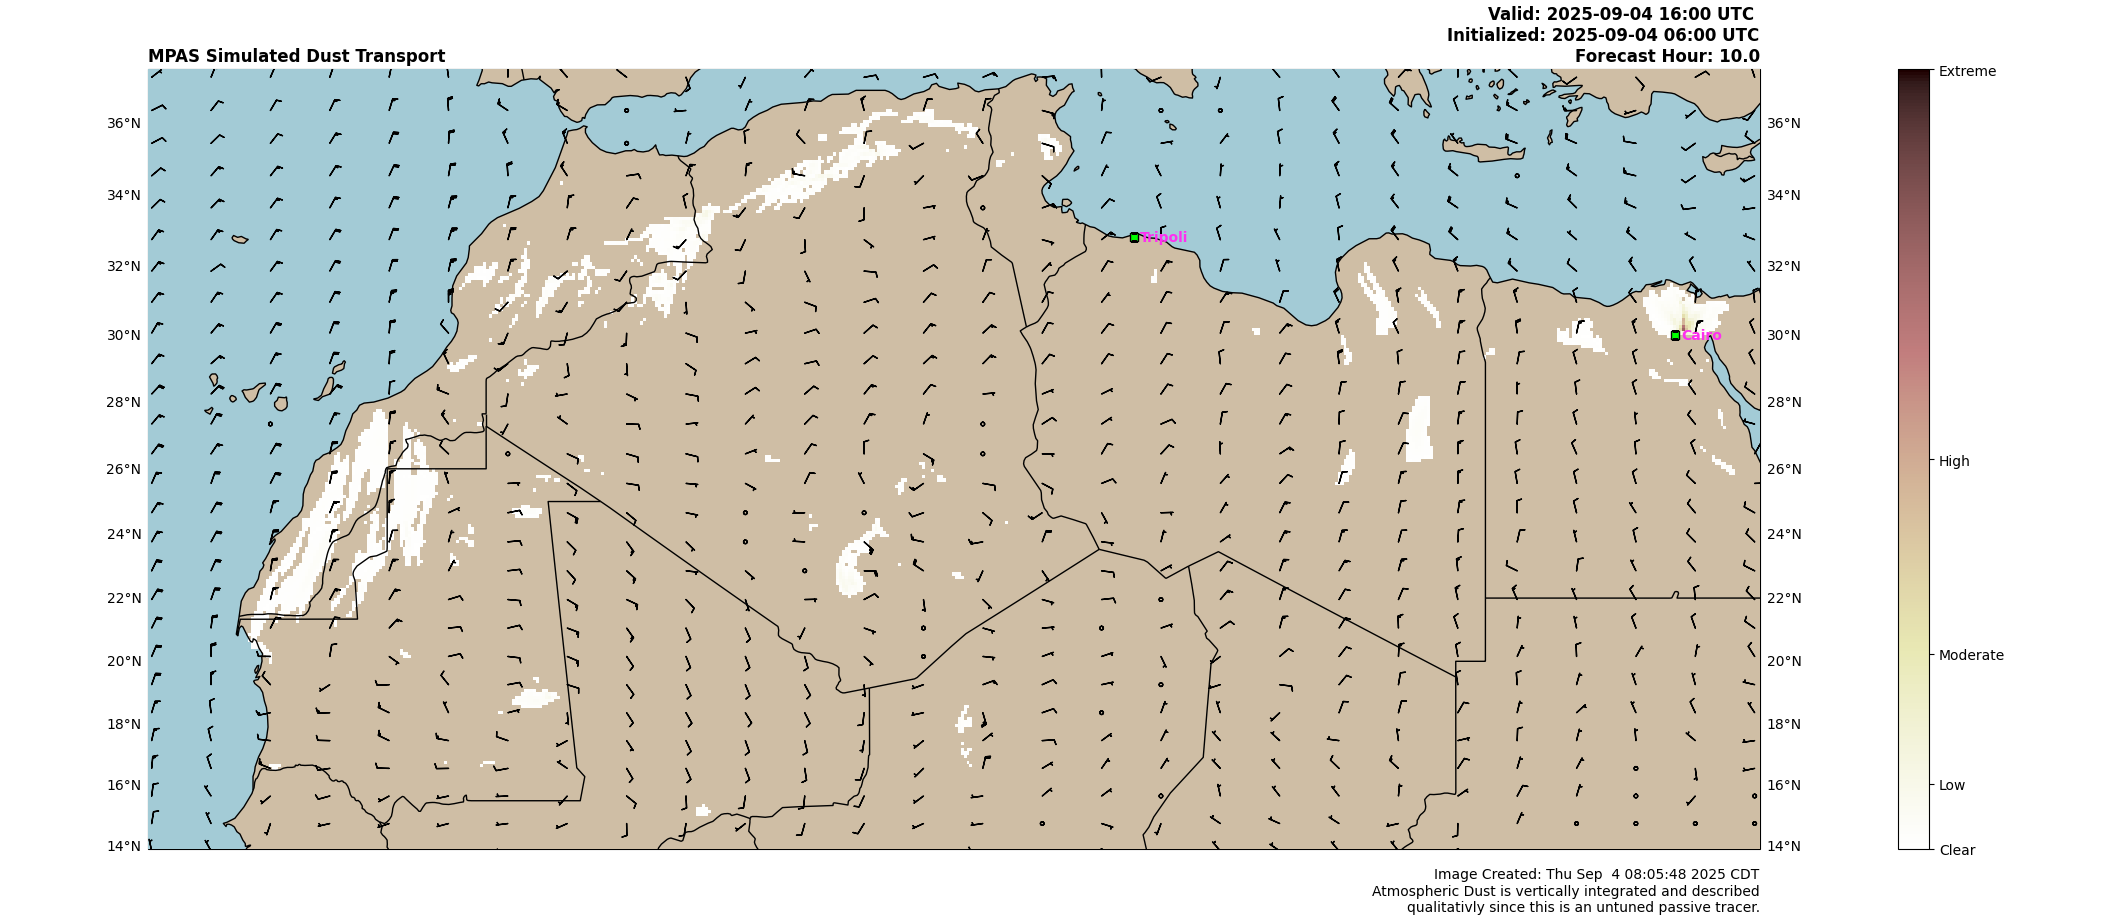 Valid: 2025-09-04 16:00 UTC
Initialized: 2025-09-04 06:00 UTC
MPAS Simulated Dust Transport
Forecast Hour: 10.0
36°N
34°N
32°N
30°N
28°N
26°N
24°N
22°N
20°N
18°N
16°N
14°N
Tripoli
Cairo
36°N
34°N
32°N
30°N
28°N
26°N
24°N
22°N
20°N
18°N
16°N
14°N
Extreme
High
Moderate
Low
Clear
Image Created: Thu Sep  4 08:05:48 2025 CDT
Atmospheric Dust is vertically integrated and described
qualitativly since this is an untuned passive tracer.